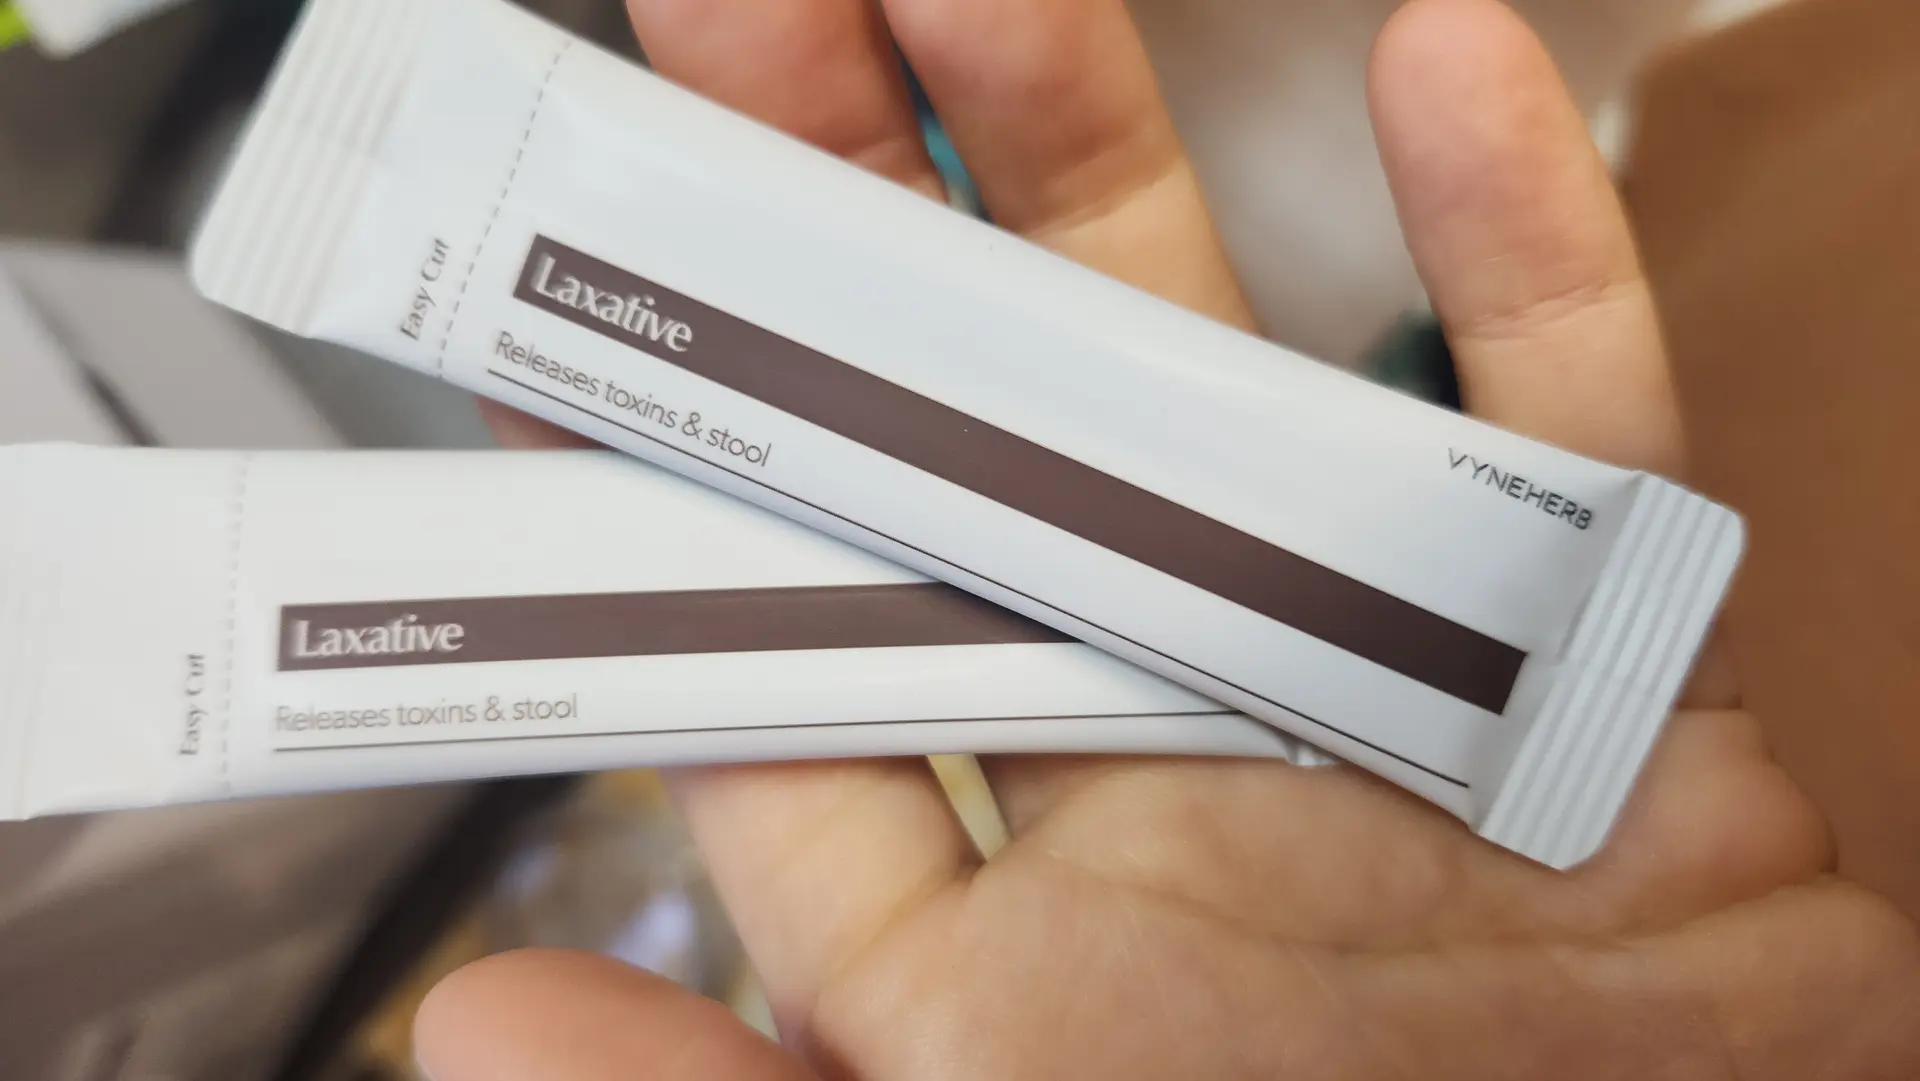 Easy Cut
Laxative
Releases toxins & stool
VYNEHERB
Easy Cut
Laxative
Releases toxins & stool